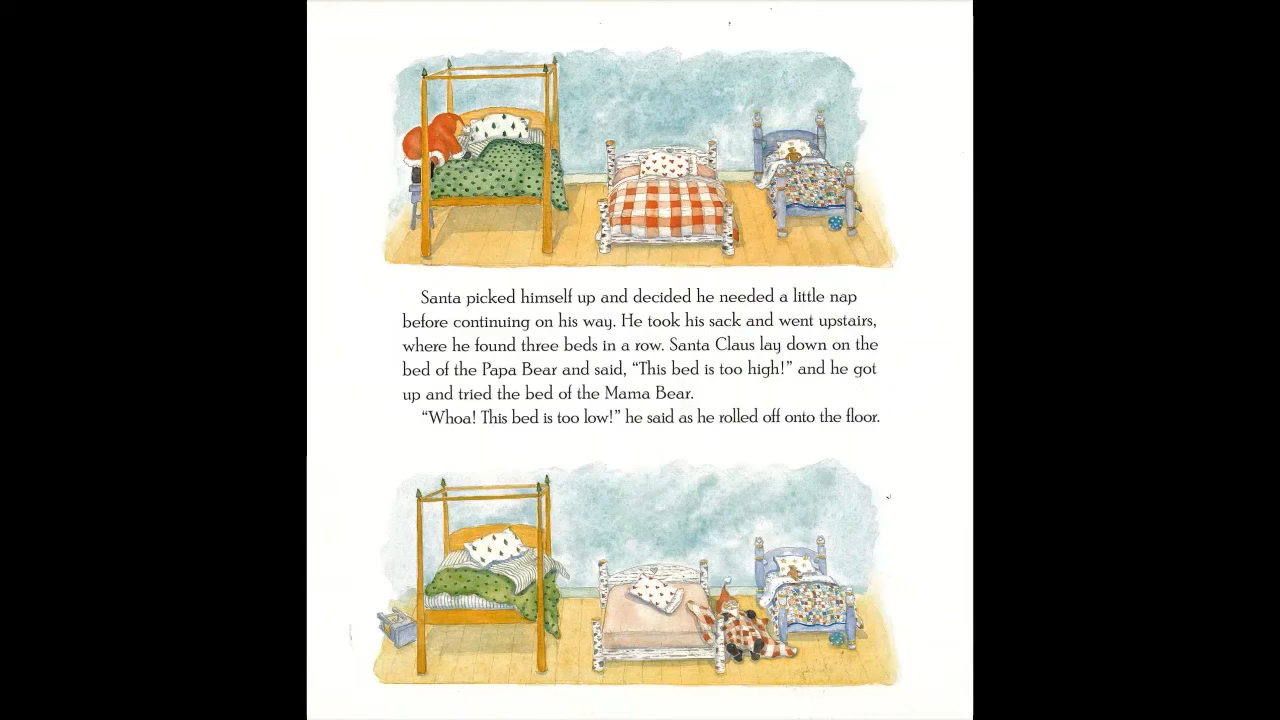 Santa picked himself up and decided he needed a little nap
before continuing on his way. He took his sack and went upstairs,
where he found three beds in a row. Santa Claus lay down on the
bed of the Papa Bear and said, “This bed is too high!” and he got
up and tried the bed of the Mama Bear.
“Whoa! This bed is too low!” he said as he rolled off onto the floor.